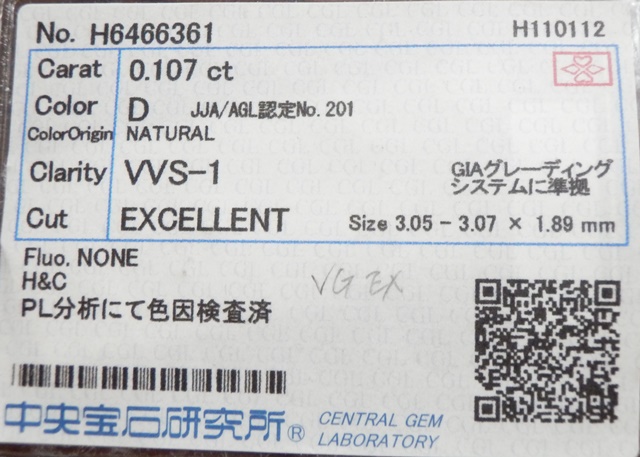 No. H6466361 H110112
Carat 0.107 ct
Color D JJA/AGL認定No.201
ColorOrigin NATURAL
Clarity VVS-1 GIAグレーディング
システムに準拠
Cut EXCELLENT Size 3.05 - 3.07 × 1.89 mm
Fluo. NONE
H&C
VG EX
PL分析にて色因検査済
中央宝石研究所® CENTRAL GEM
LABORATORY